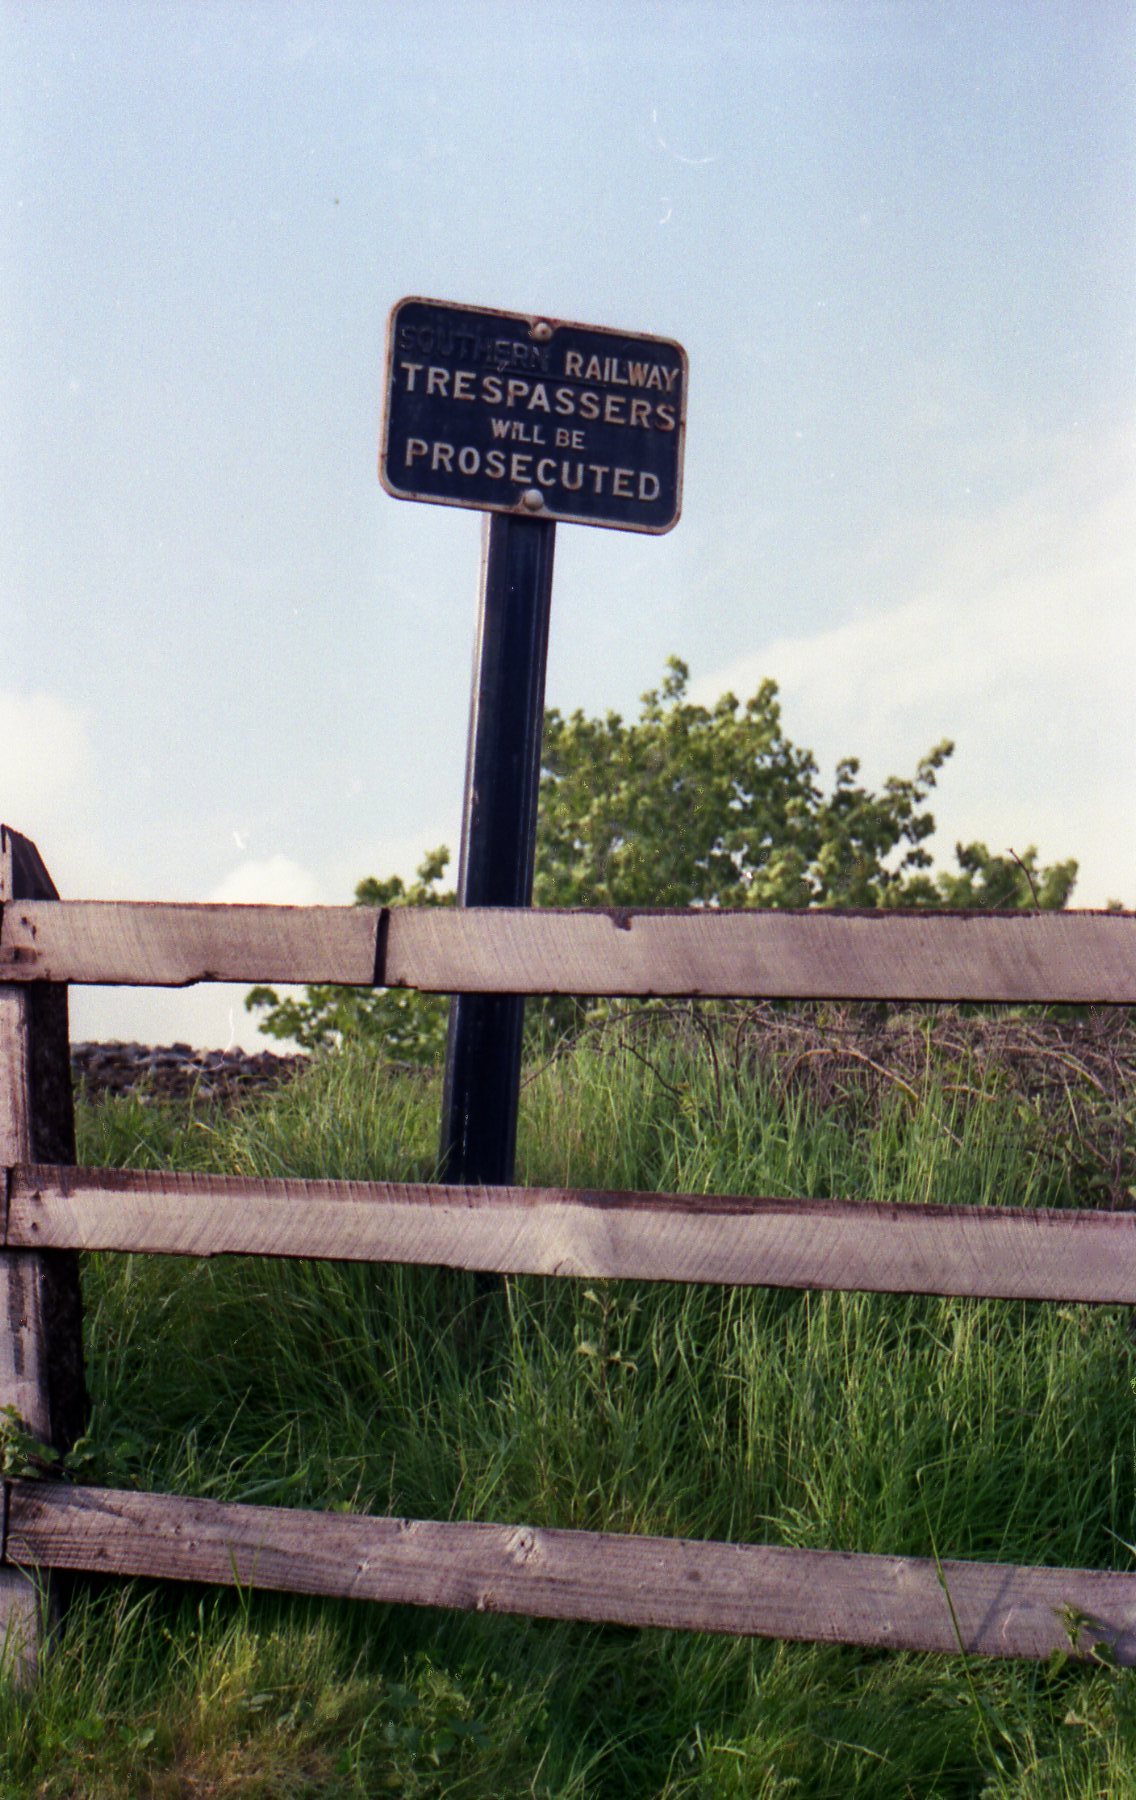 SOUTHERN RAILWAY
TRESPASSERS
WILL BE
PROSECUTED